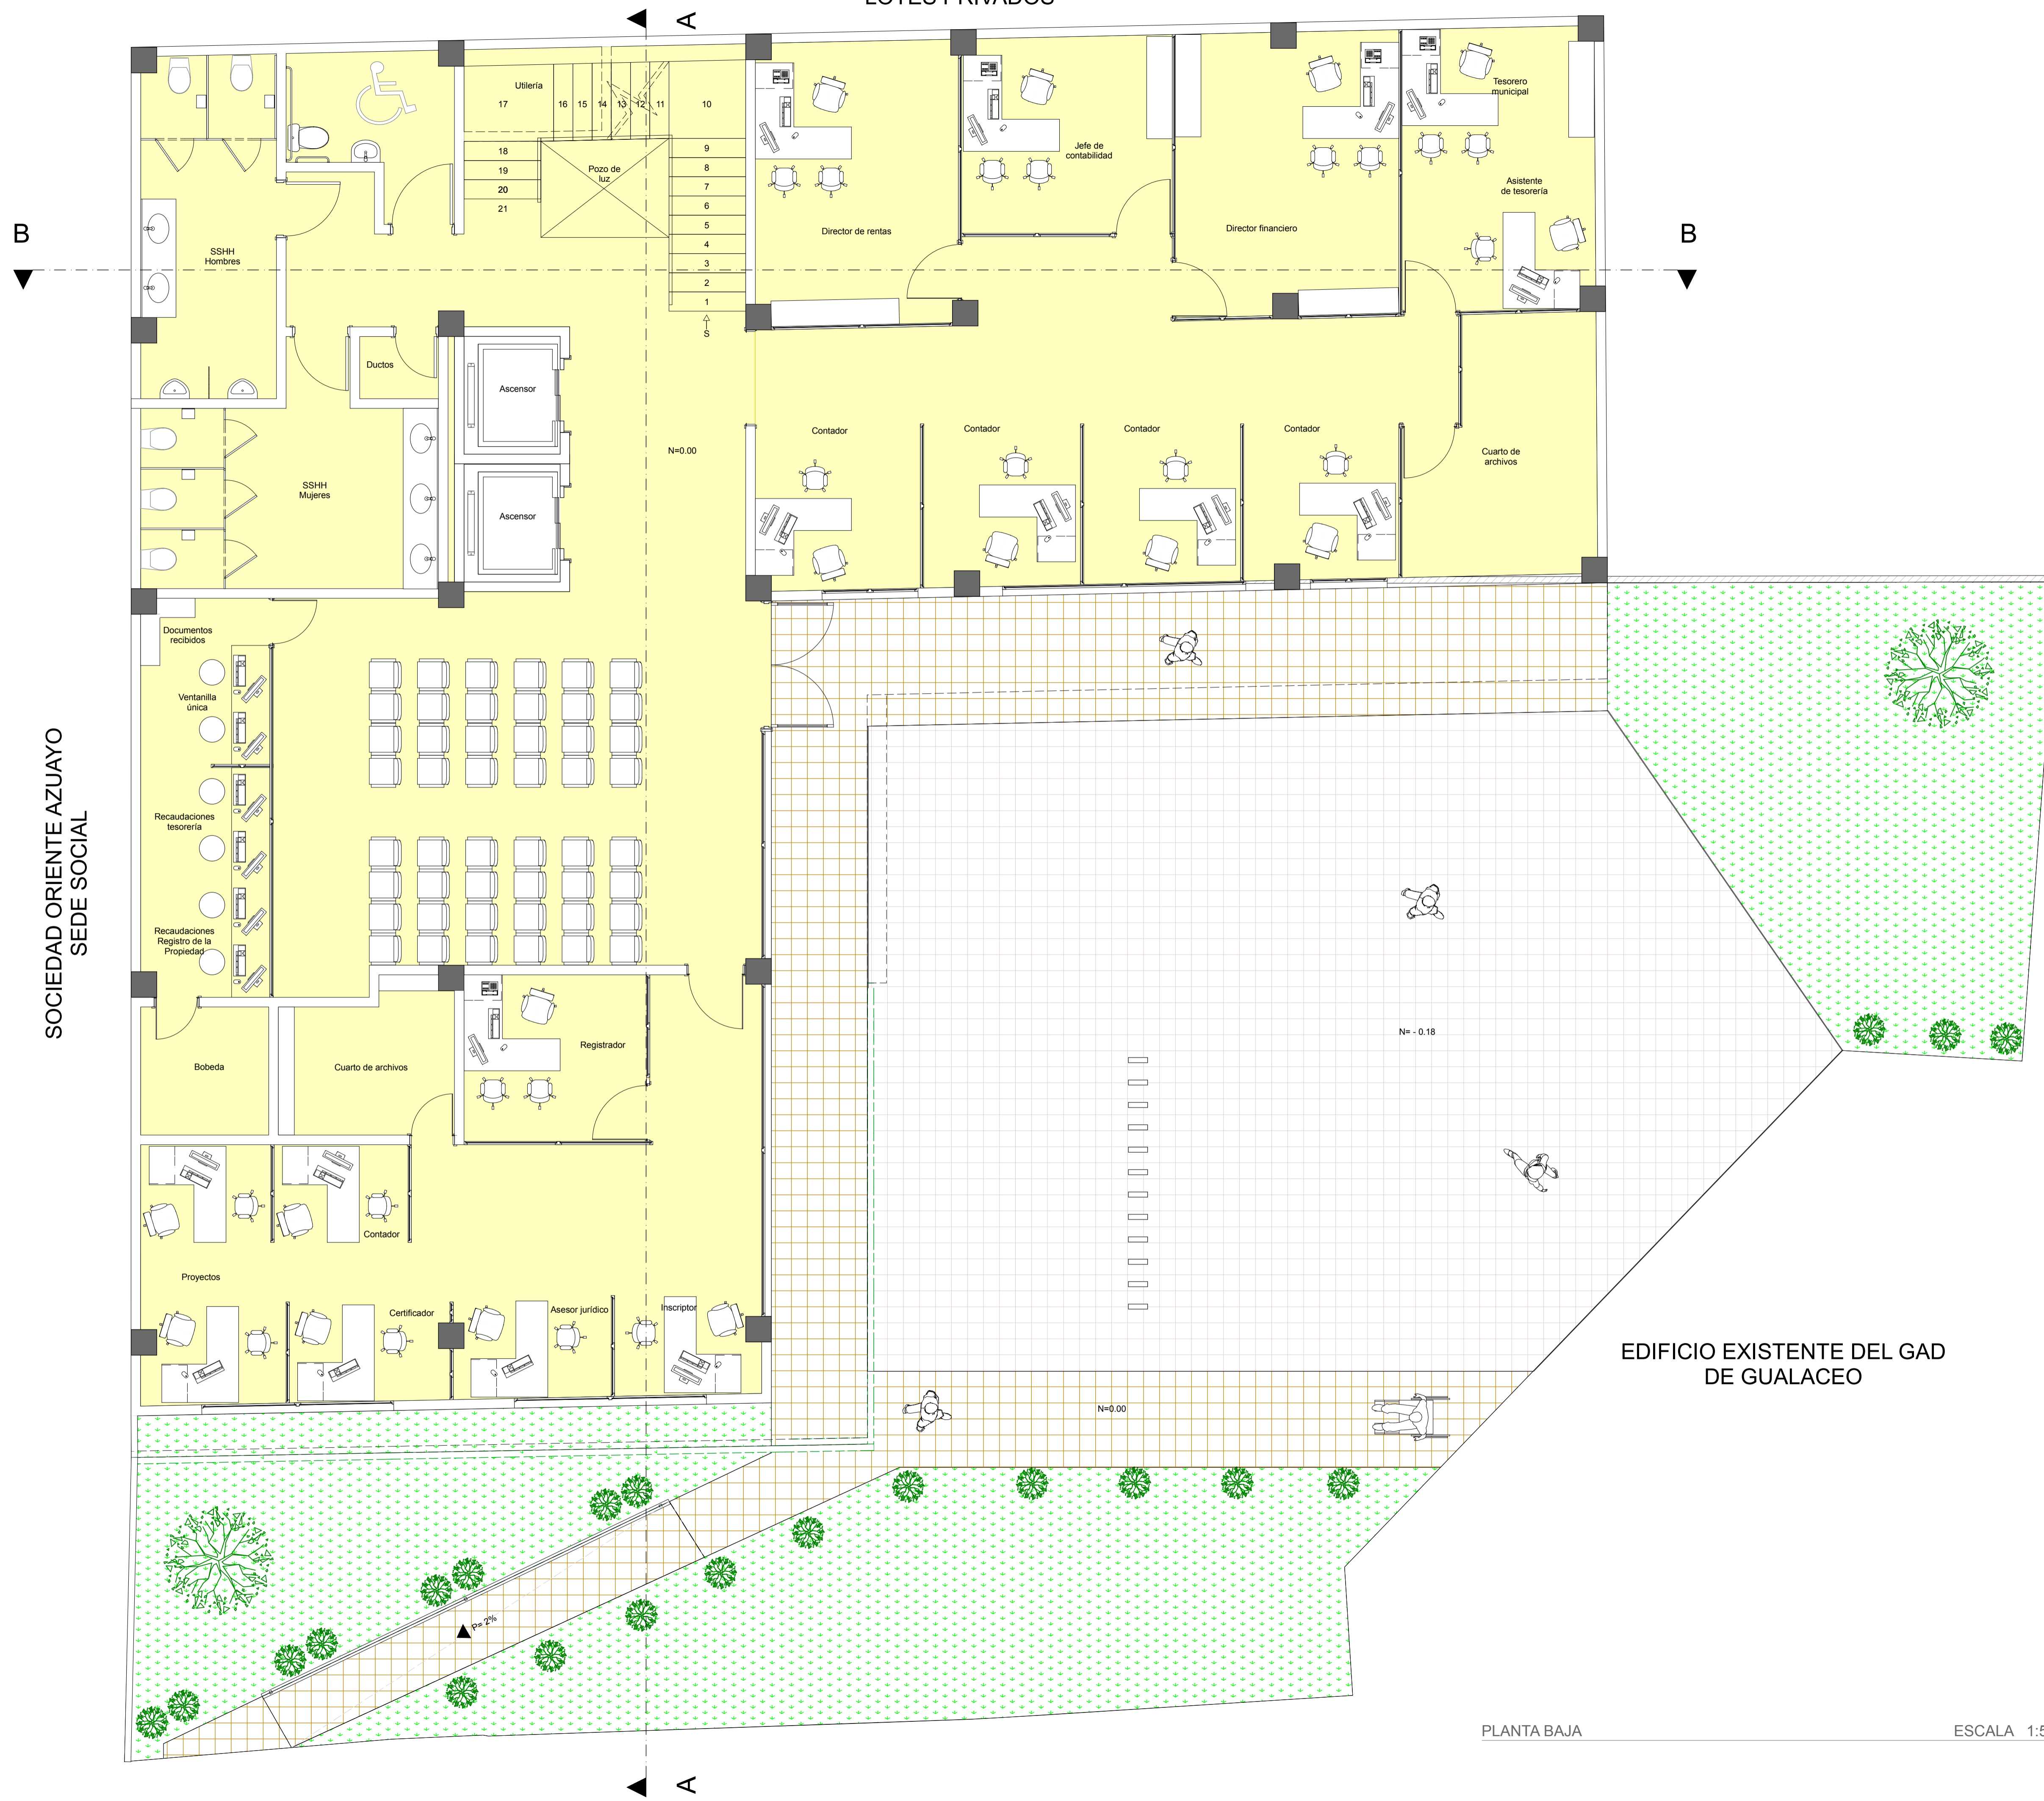 LOTES PRIVADOS
A
Utilería
17
16
15
14
13
12
11
10
18
19
20
21
Pozo de
luz
9
8
7
6
5
4
3
2
1
S
Director de rentas
Jefe de
contabilidad
Director financiero
Tesorero
municipal
Asistente
de tesorería
B
B
SSHH
Hombres
Ductos
Ascensor
Ascensor
SSHH
Mujeres
N=0.00
Contador
Contador
Contador
Contador
Cuarto de
archivos
Documentos
recibidos
Ventanilla
única
Recaudaciones
tesorería
Recaudaciones
Registro de la
Propiedad
SOCIEDAD ORIENTE AZUAYO
SEDE SOCIAL
N= - 0.18
Bobeda
Cuarto de archivos
Registrador
Contador
Proyectos
Certificador
Asesor jurídico
Inscriptor
EDIFICIO EXISTENTE DEL GAD
DE GUALACEO
N=0.00
P= 2%
A
PLANTA BAJA
ESCALA